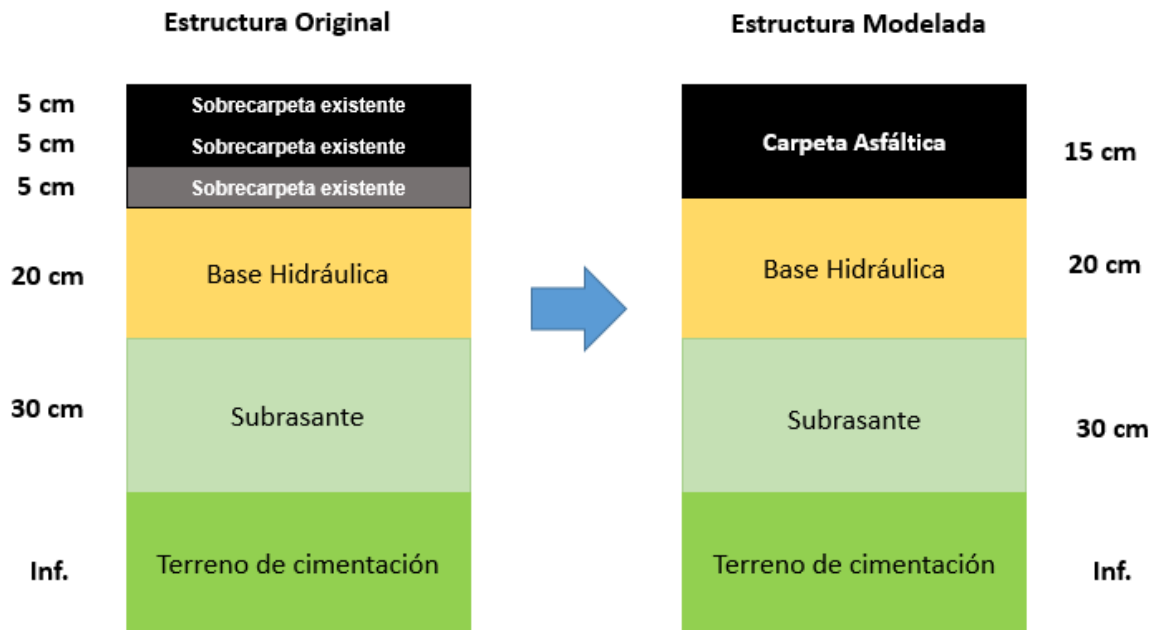 Estructura Original
5 cm
Sobrecarpeta existente
5 cm
Sobrecarpeta existente
5 cm
Sobrecarpeta existente
20 cm
Base Hidráulica
30 cm
Subrasante
Inf.
Terreno de cimentación
Estructura Modelada
Carpeta Asfáltica
15 cm
Base Hidráulica
20 cm
Subrasante
30 cm
Terreno de cimentación
Inf.